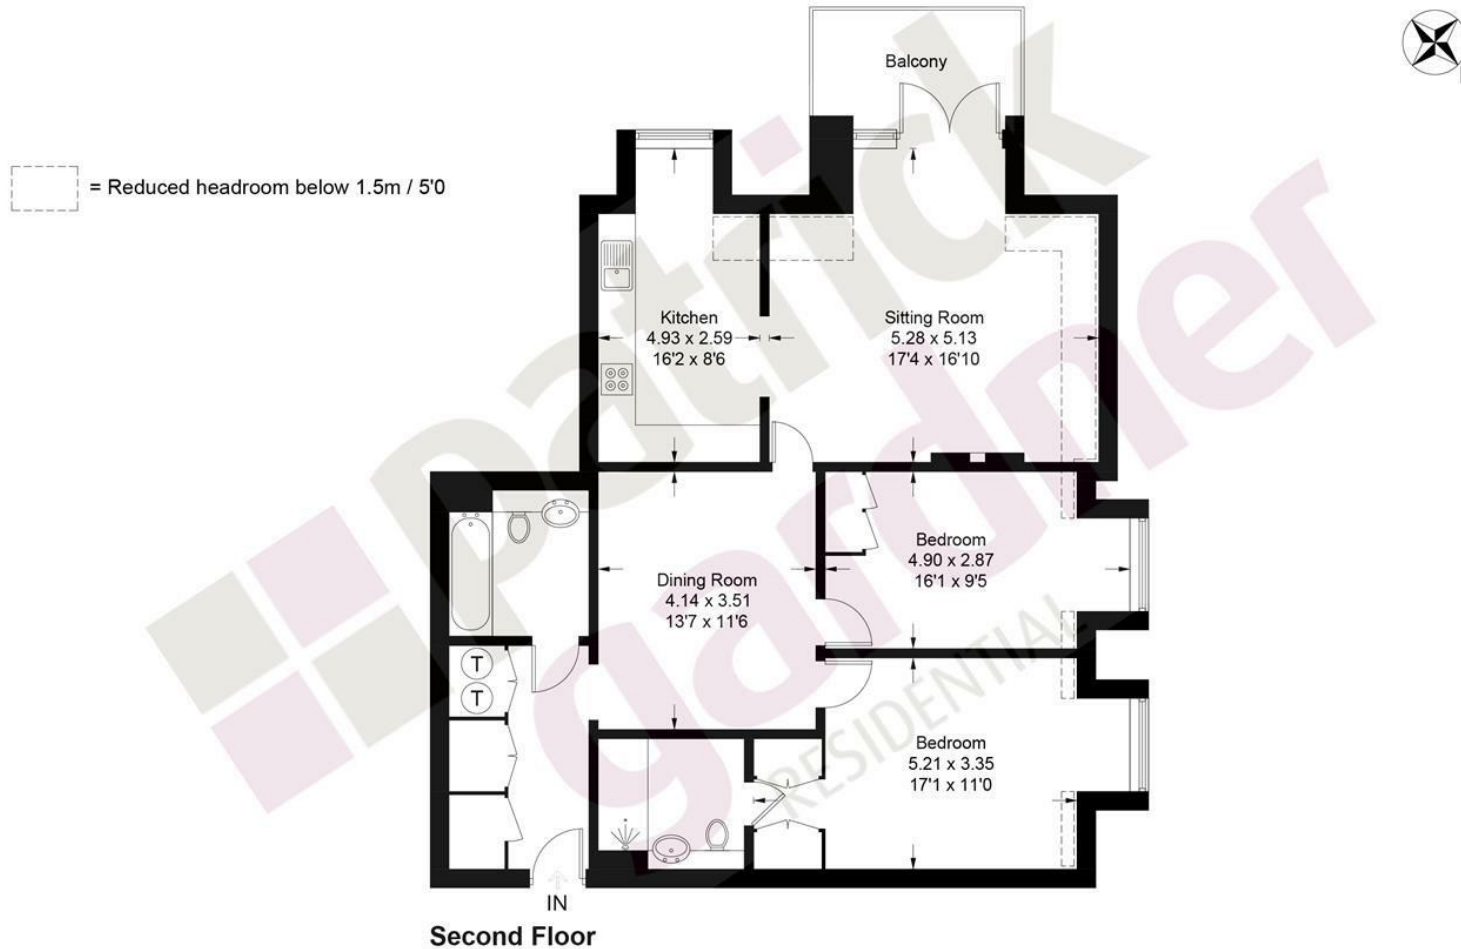 Balcony
= Reduced headroom below 1.5m / 5'0
Kitchen
4.93 x 2.59
16'2 x 8'6
Sitting Room
5.28 x 5.13
17'4 x 16'10
Bedroom
4.90 x 2.87
16'1 x 9'5
Dining Room
4.14 x 3.51
13'7 x 11'6
T
T
Bedroom
5.21 x 3.35
17'1 x 11'0
IN
Second Floor
patrick
gardner
RESIDENTIAL